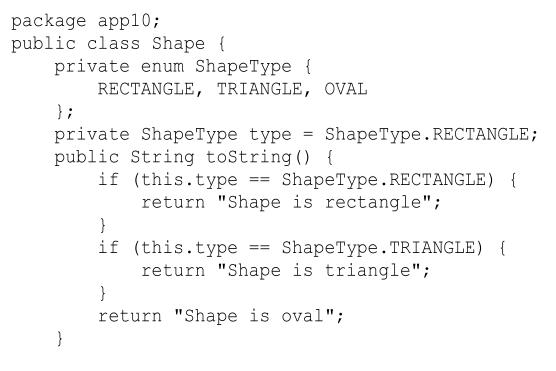 package app10;
public class Shape {
    private enum ShapeType {
        RECTANGLE, TRIANGLE, OVAL
    };
    private ShapeType type = ShapeType.RECTANGLE;
    public String toString() {
        if (this.type == ShapeType.RECTANGLE) {
            return "Shape is rectangle";
        }
        if (this.type == ShapeType.TRIANGLE) {
            return "Shape is triangle";
        }
        return "Shape is oval";
    }